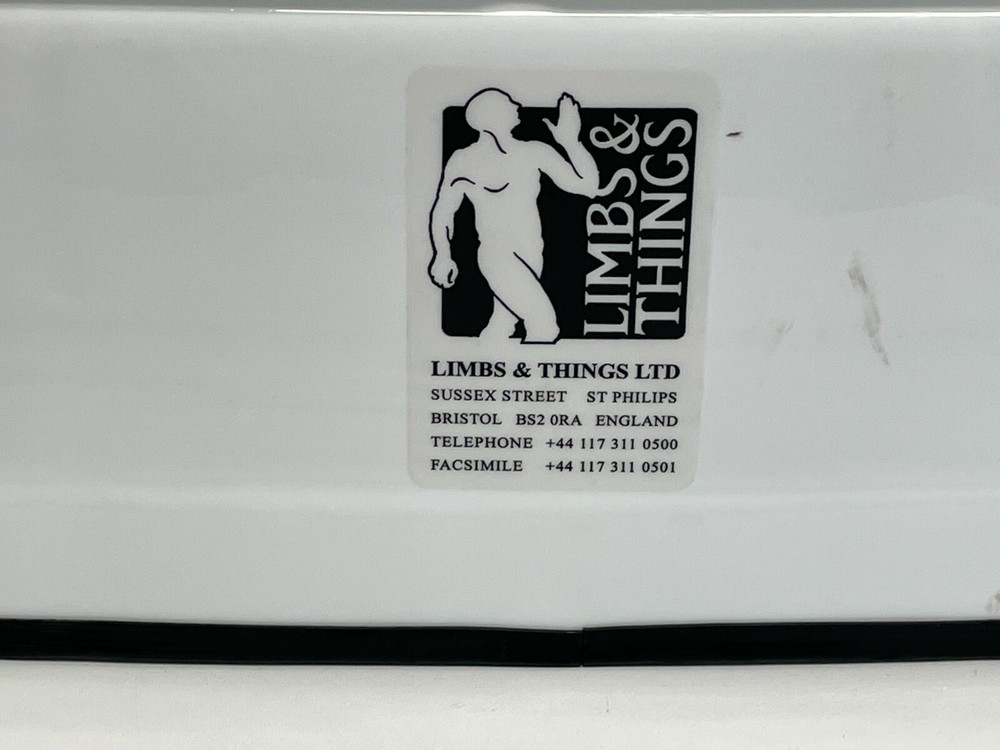 LIMBS &
THINGS
LIMBS & THINGS LTD
SUSSEX STREET ST PHILIPS
BRISTOL BS2 0RA ENGLAND
TELEPHONE +44 117 311 0500
FACSIMILE +44 117 311 0501